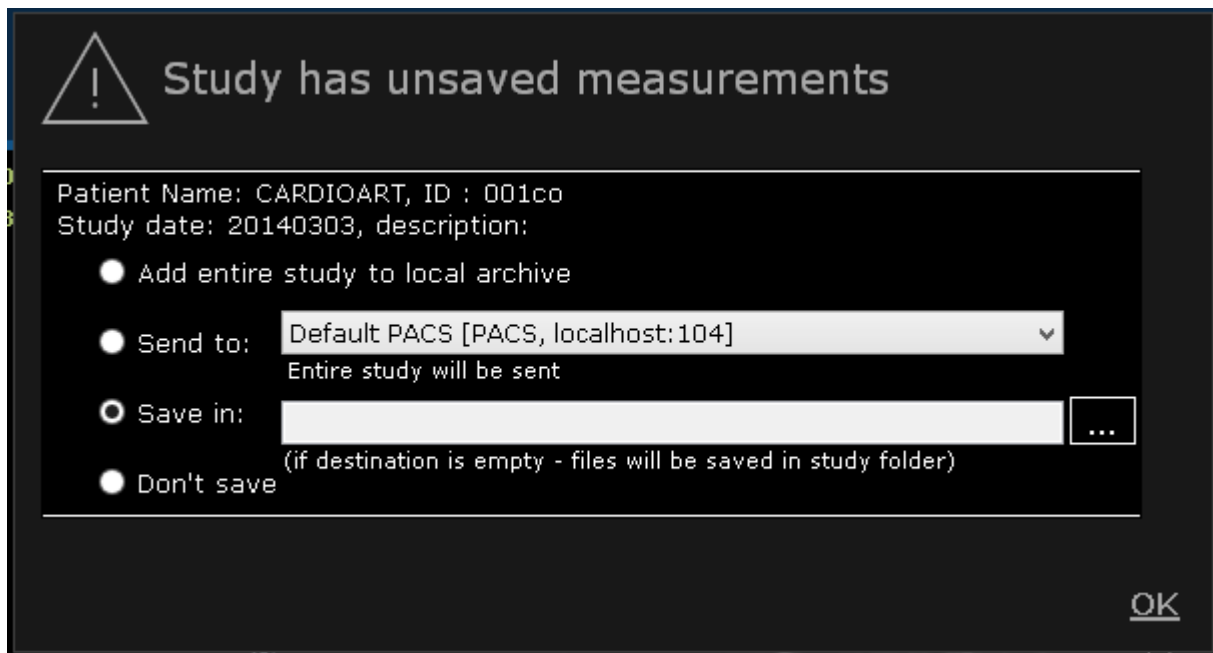 Study has unsaved measurements
Patient Name: CARDIOART, ID : 001co
Study date: 20140303, description:
Add entire study to local archive
Send to: Default PACS [PACS, localhost:104]
Entire study will be sent
Save in: ...
(if destination is empty - files will be saved in study folder)
Don't save
OK